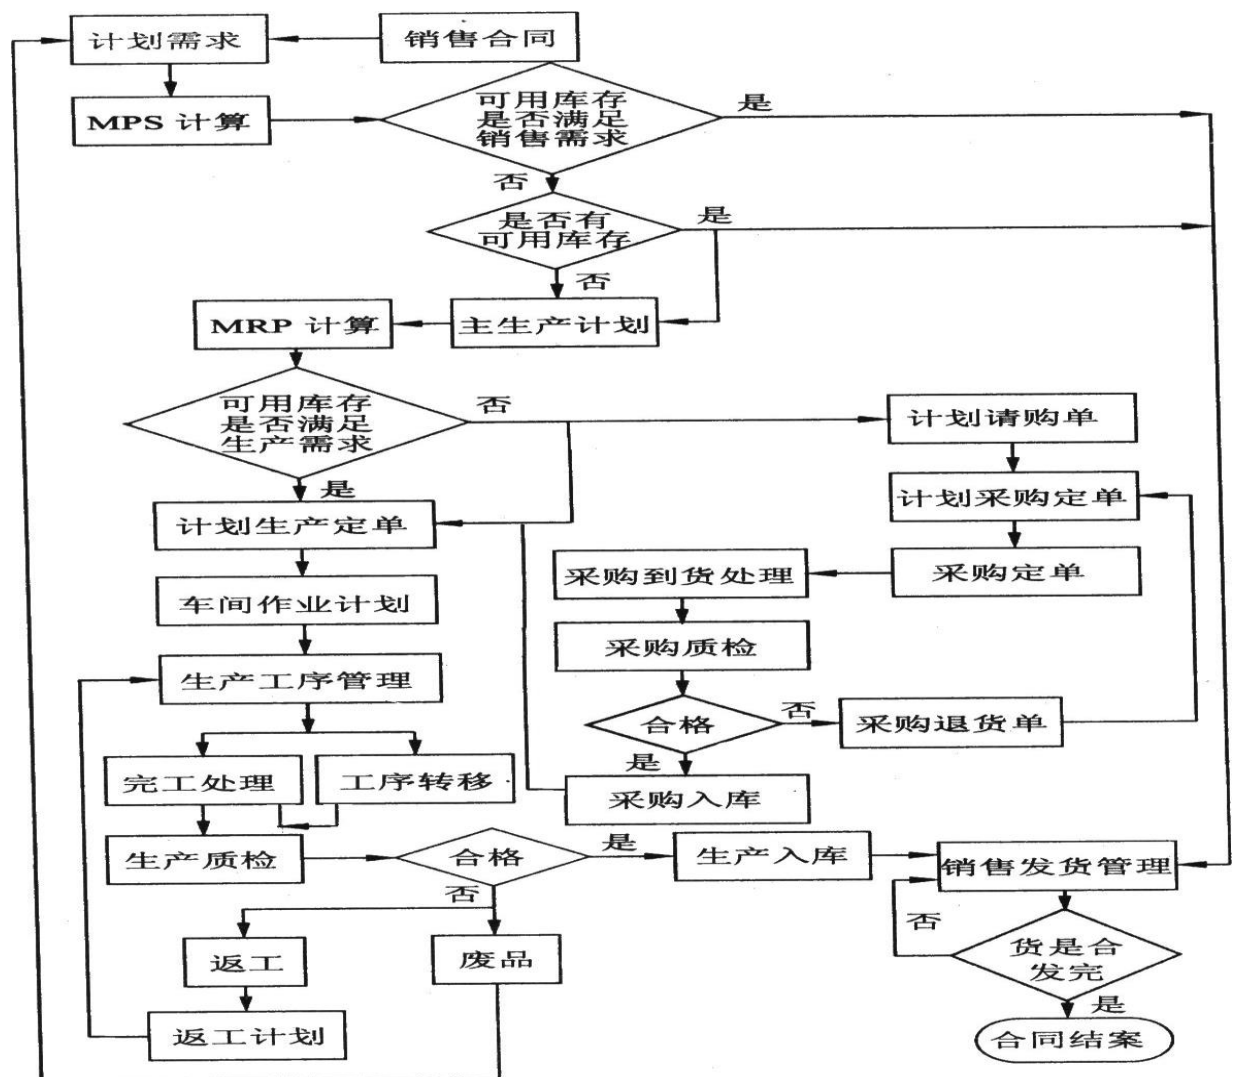 计划需求
销售合同
MPS 计算
可用库存
是否满足
销售需求
是
否
是否有
可用库存
是
否
MRP 计算
主生产计划
可用库存
是否满足
生产需求
否
计划请购单
是
计划生产定单
计划采购定单
采购到货处理
采购定单
车间作业计划
采购质检
生产工序管理
合格
否
采购退货单
是
完工处理
工序转移
采购入库
生产质检
合格
是
生产入库
销售发货管理
否
否
返工
废品
货是合
发完
是
返工计划
合同结案